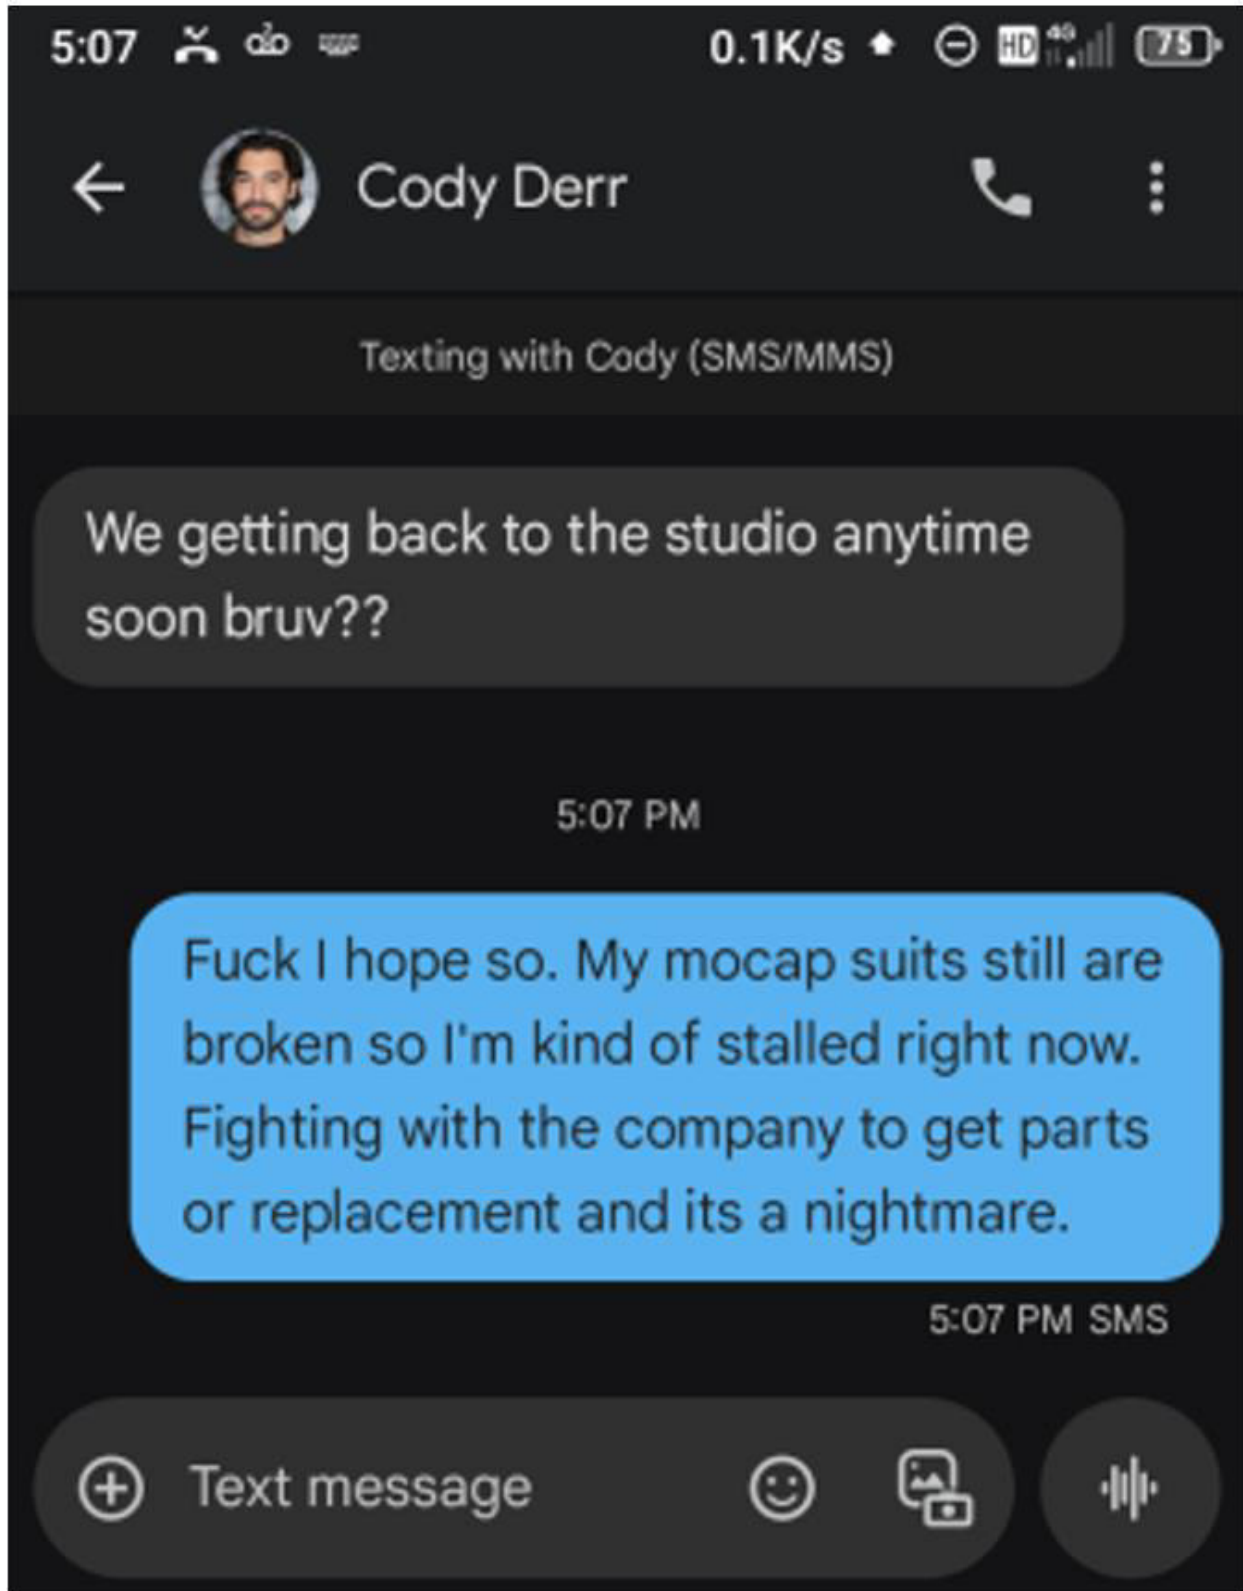 5:07 0.1K/s HD 4G 75
Cody Derr
Texting with Cody (SMS/MMS)
We getting back to the studio anytime
soon bruv??
5:07 PM
Fuck I hope so. My mocap suits still are
broken so I'm kind of stalled right now.
Fighting with the company to get parts
or replacement and its a nightmare.
5:07 PM SMS
Text message